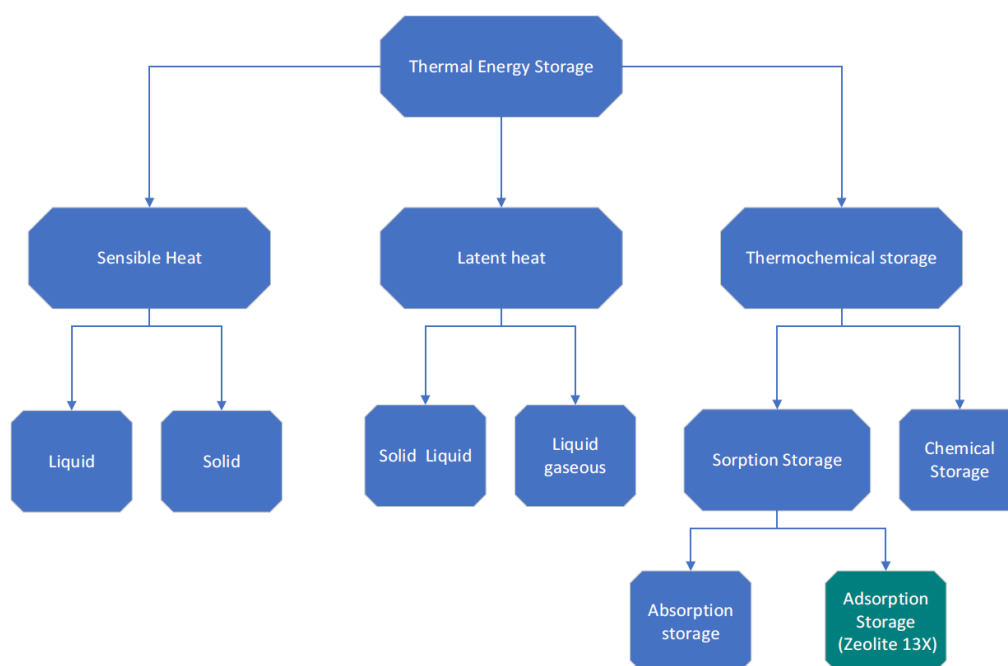 Thermal Energy Storage
Sensible Heat
Latent heat
Thermochemical storage
Liquid
Solid
Solid Liquid
Liquid
gaseous
Sorption Storage
Chemical
Storage
Absorption
storage
Adsorption
Storage
(Zeolite 13X)